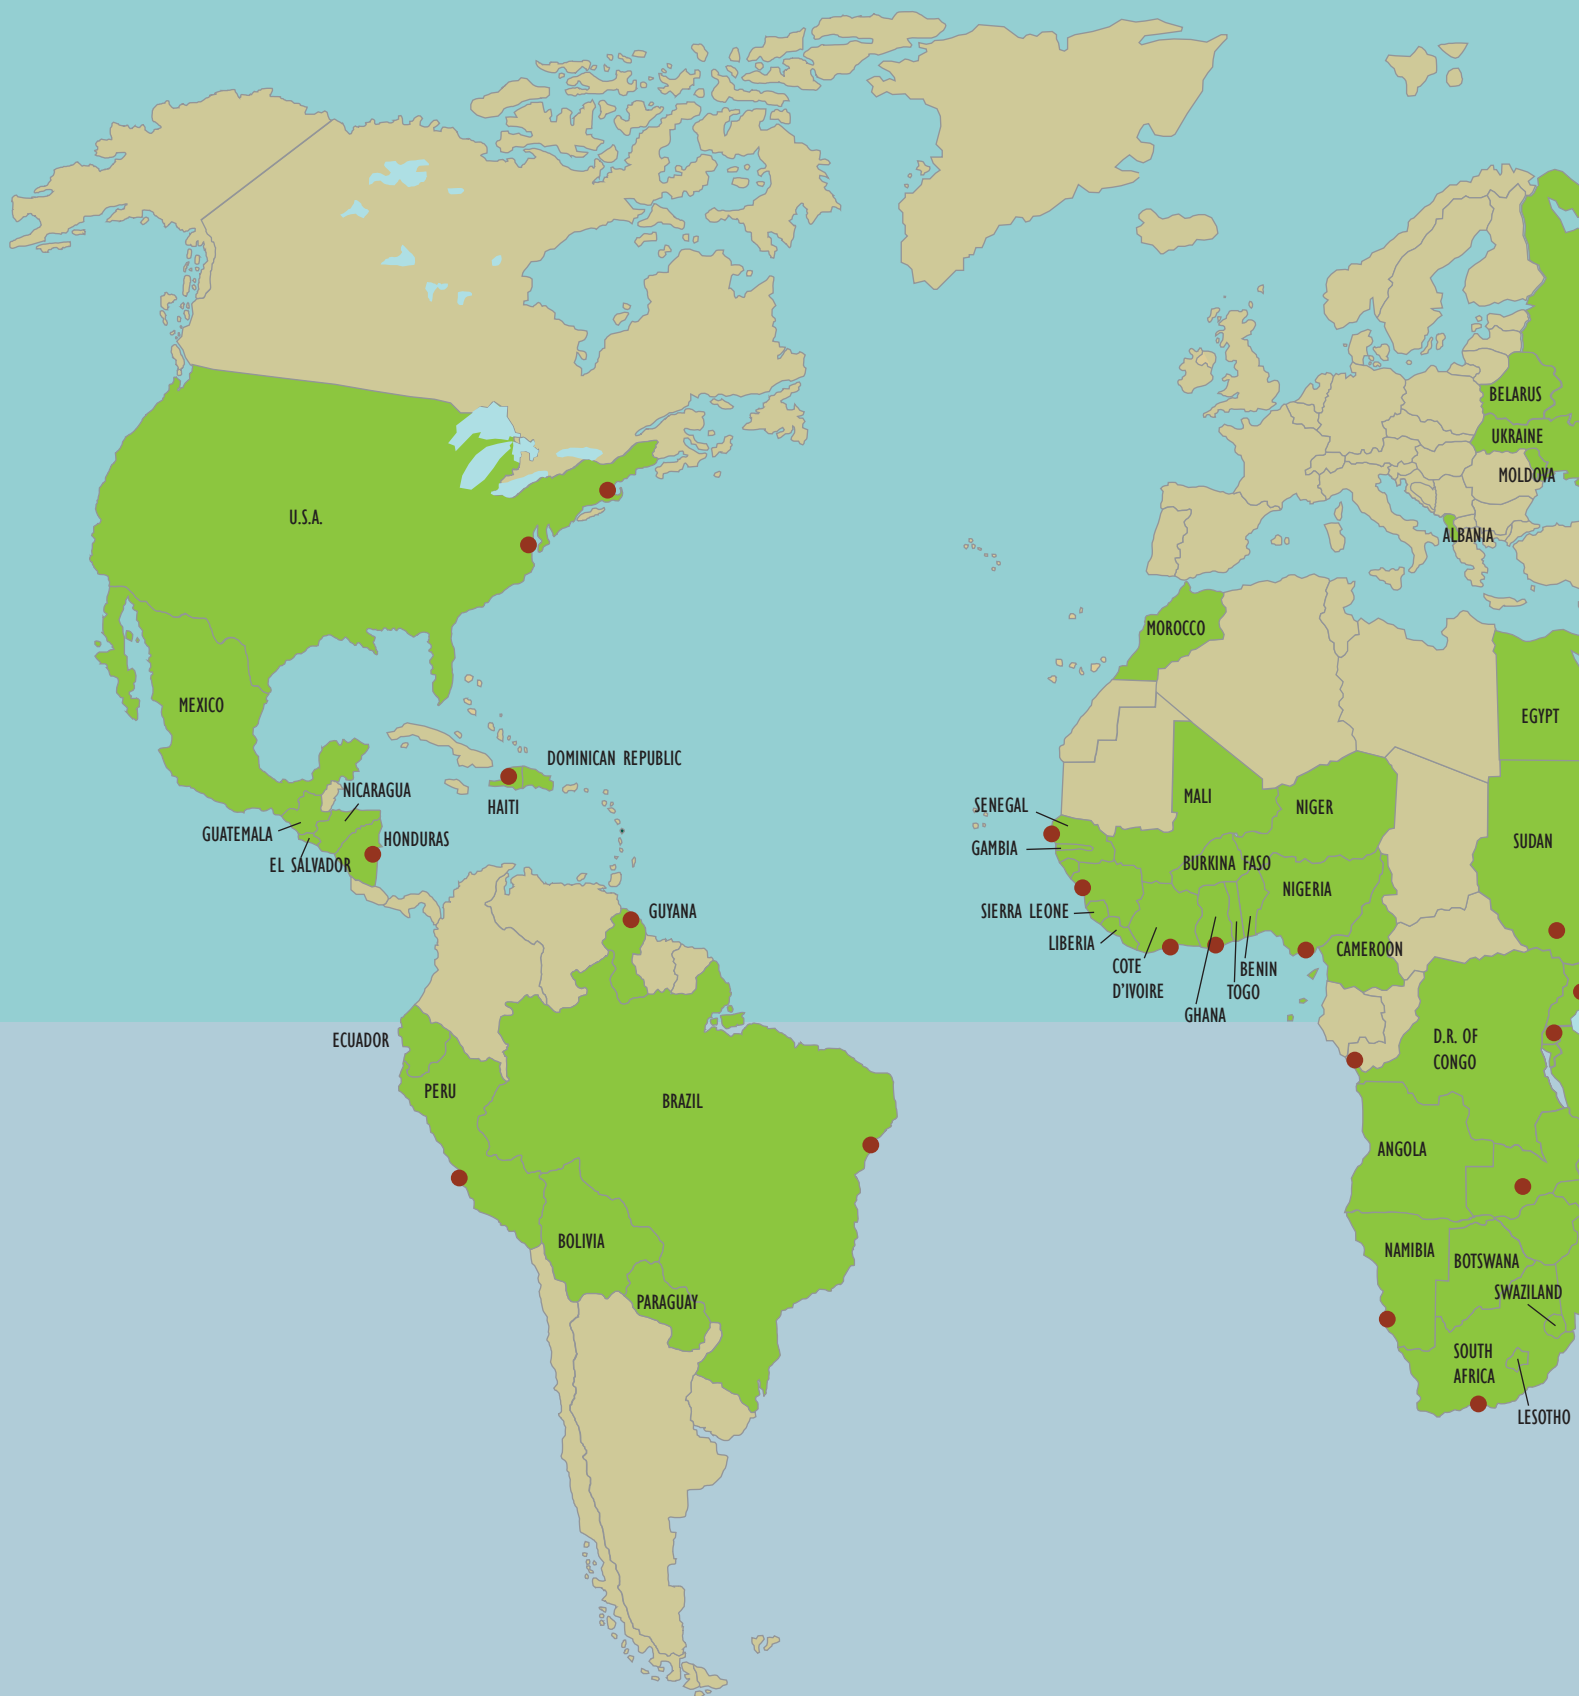 BELARUS
UKRAINE
MOLDOVA
ALBANIA
U.S.A.
MOROCCO
MEXICO
EGYPT
DOMINICAN REPUBLIC
HAITI
NICARAGUA
GUATEMALA
HONDURAS
EL SALVADOR
SENEGAL
GAMBIA
MALI
NIGER
SUDAN
BURKINA FASO
NIGERIA
SIERRA LEONE
LIBERIA
COTE
D'IVOIRE
GHANA
TOGO
BENIN
CAMEROON
GUYANA
ECUADOR
PERU
BRAZIL
BOLIVIA
PARAGUAY
D.R. OF
CONGO
ANGOLA
NAMIBIA
BOTSWANA
SWAZILAND
SOUTH
AFRICA
LESOTHO